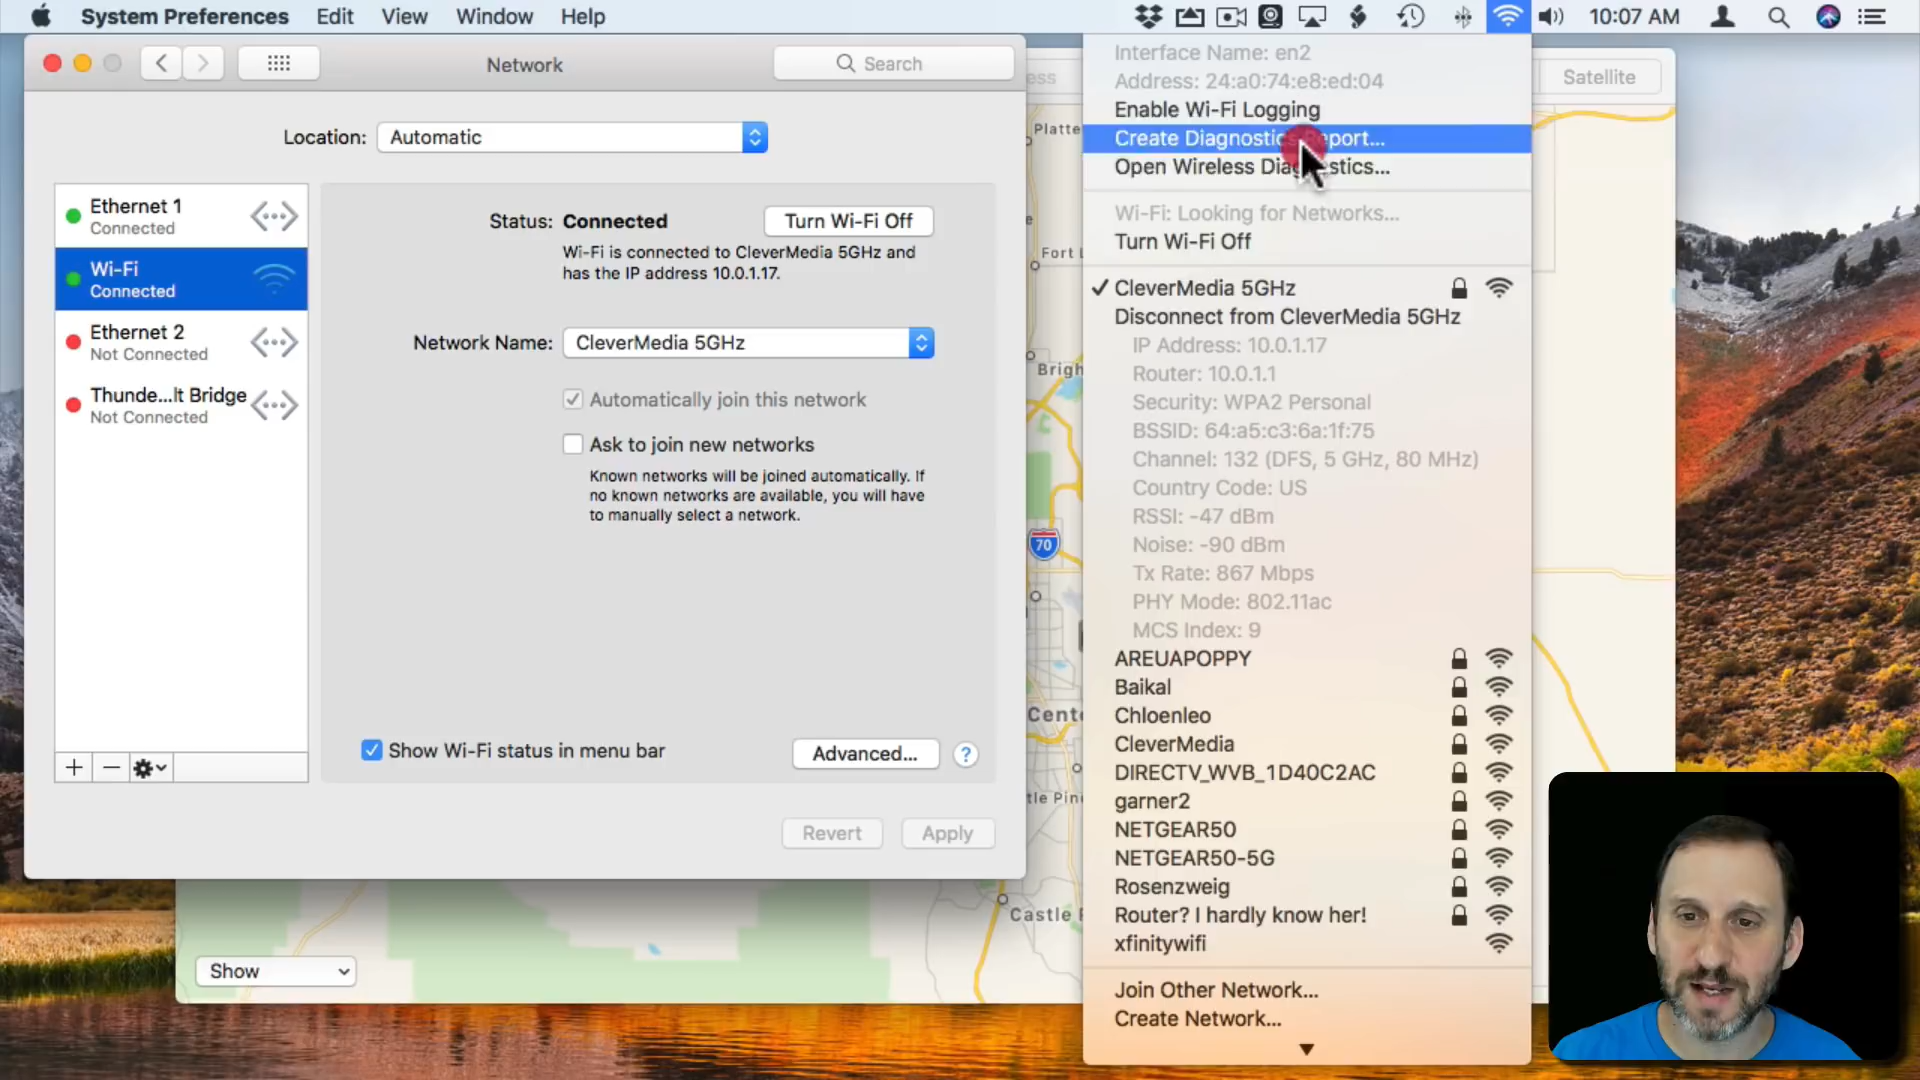 System Preferences Edit View Window Help
10:07 AM
Network
Search
Location: Automatic
Ethernet 1
Connected
Wi-Fi
Connected
Ethernet 2
Not Connected
Thunde...lt Bridge
Not Connected
Status: Connected
Turn Wi-Fi Off
Wi-Fi is connected to CleverMedia 5GHz and
has the IP address 10.0.1.17.
Network Name: CleverMedia 5GHz
Automatically join this network
Ask to join new networks
Known networks will be joined automatically. If
no known networks are available, you will have
to manually select a network.
Show Wi-Fi status in menu bar
Advanced...
?
Revert
Apply
Show
Interface Name: en2
Address: 24:a0:74:e8:ed:04
Enable Wi-Fi Logging
Create Diagnostics Report...
Open Wireless Diagnostics...
Wi-Fi: Looking for Networks...
Turn Wi-Fi Off
CleverMedia 5GHz
Disconnect from CleverMedia 5GHz
IP Address: 10.0.1.17
Router: 10.0.1.1
Security: WPA2 Personal
BSSID: 64:a5:c3:6a:1f:75
Channel: 132 (DFS, 5 GHz, 80 MHz)
Country Code: US
RSSI: -47 dBm
Noise: -90 dBm
Tx Rate: 867 Mbps
PHY Mode: 802.11ac
MCS Index: 9
AREUAPOPPY
Baikal
Chloenleo
CleverMedia
DIRECTV_WVB_1D40C2AC
garner2
NETGEAR50
NETGEAR50-5G
Rosenzweig
Router? I hardly know her!
xfinitywifi
Join Other Network...
Create Network...
Satellite
Platte
Fort L
Brigh
70
Cent
tle Pin
Castle